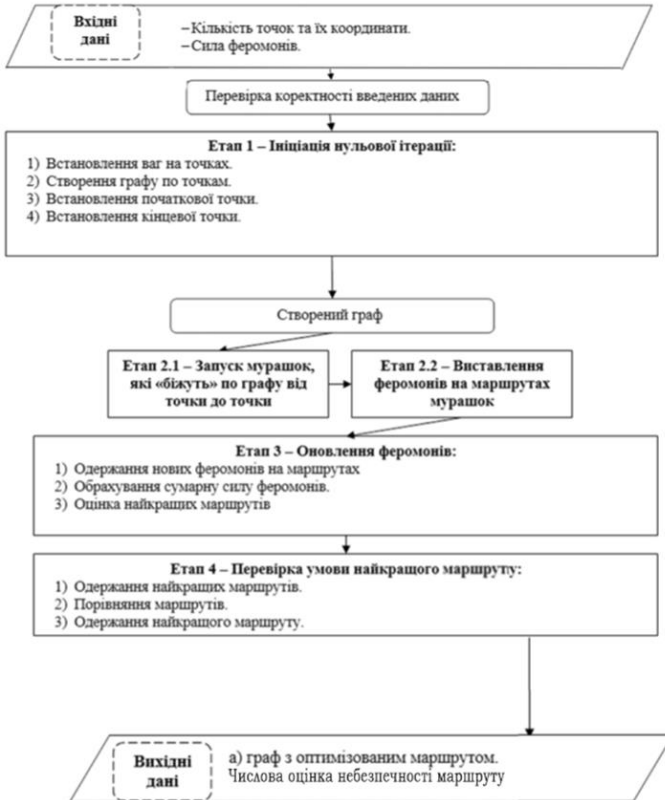 Вхідні
дані
–Кількість точок та їх координати.
–Сила феромонів.
Перевірка коректності введених даних
Етап 1 – Ініціація нульової ітерації:
1) Встановлення ваг на точках.
2) Створення графу по точкам.
3) Встановлення початкової точки.
4) Встановлення кінцевої точки.
Створений граф
Етап 2.1 – Запуск мурашок,
які «біжуть» по графу від
точки до точки
Етап 2.2 – Виставлення
феромонів на маршрутах
мурашок
Етап 3 – Оновлення феромонів:
1) Одержання нових феромонів на маршрутах
2) Обрахування сумарну силу феромонів.
3) Оцінка найкращих маршрутів
Етап 4 – Перевірка умови найкращого маршруту:
1) Одержання найкращих маршрутів.
2) Порівняння маршрутів.
3) Одержання найкращого маршруту.
Вихідні
дані
а) граф з оптимізованим маршрутом.
Числова оцінка небезпечності маршруту